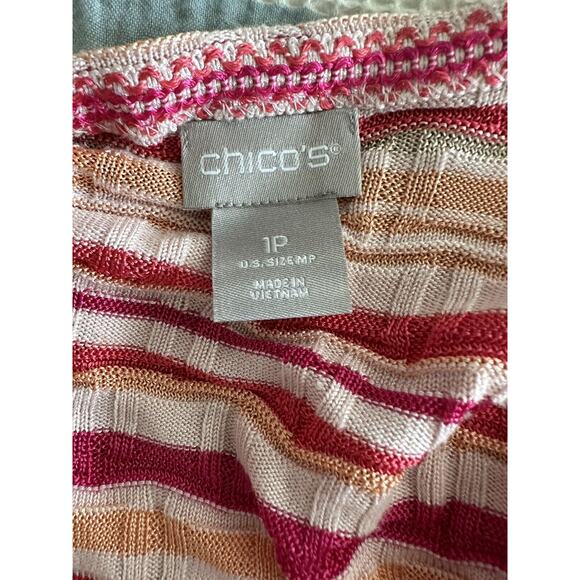 chico's®
1P
U.S. SIZE MP
MADE IN
VIETNAM